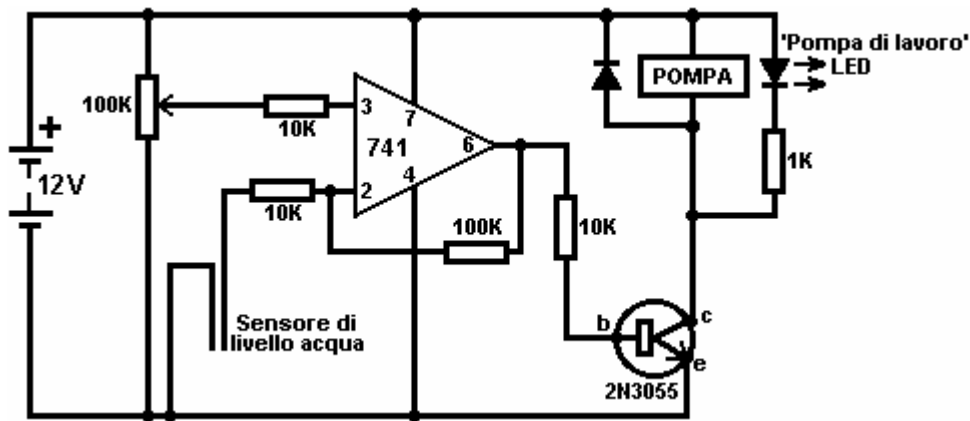 'Pompa di lavoro'
LED
POMPA
100K
10K
3
7
+
741
6
12V
2
4
10K
1K
100K
10K
Sensore di
livello acqua
b
c
e
2N3055